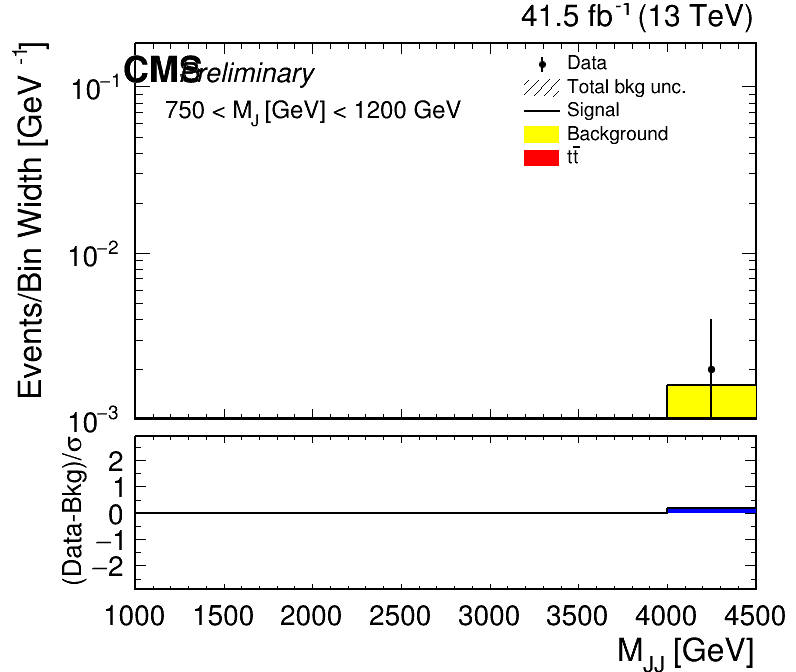 41.5 fb⁻¹ (13 TeV)
CMS Preliminary
750 < M_J [GeV] < 1200 GeV
Data
Total bkg unc.
Signal
Background
tt̄
Events/Bin Width [GeV⁻¹]
10⁻¹
10⁻²
10⁻³
(Data-Bkg)/σ
2
1
0
−1
−2
1000 1500 2000 2500 3000 3500 4000 4500
M_JJ [GeV]